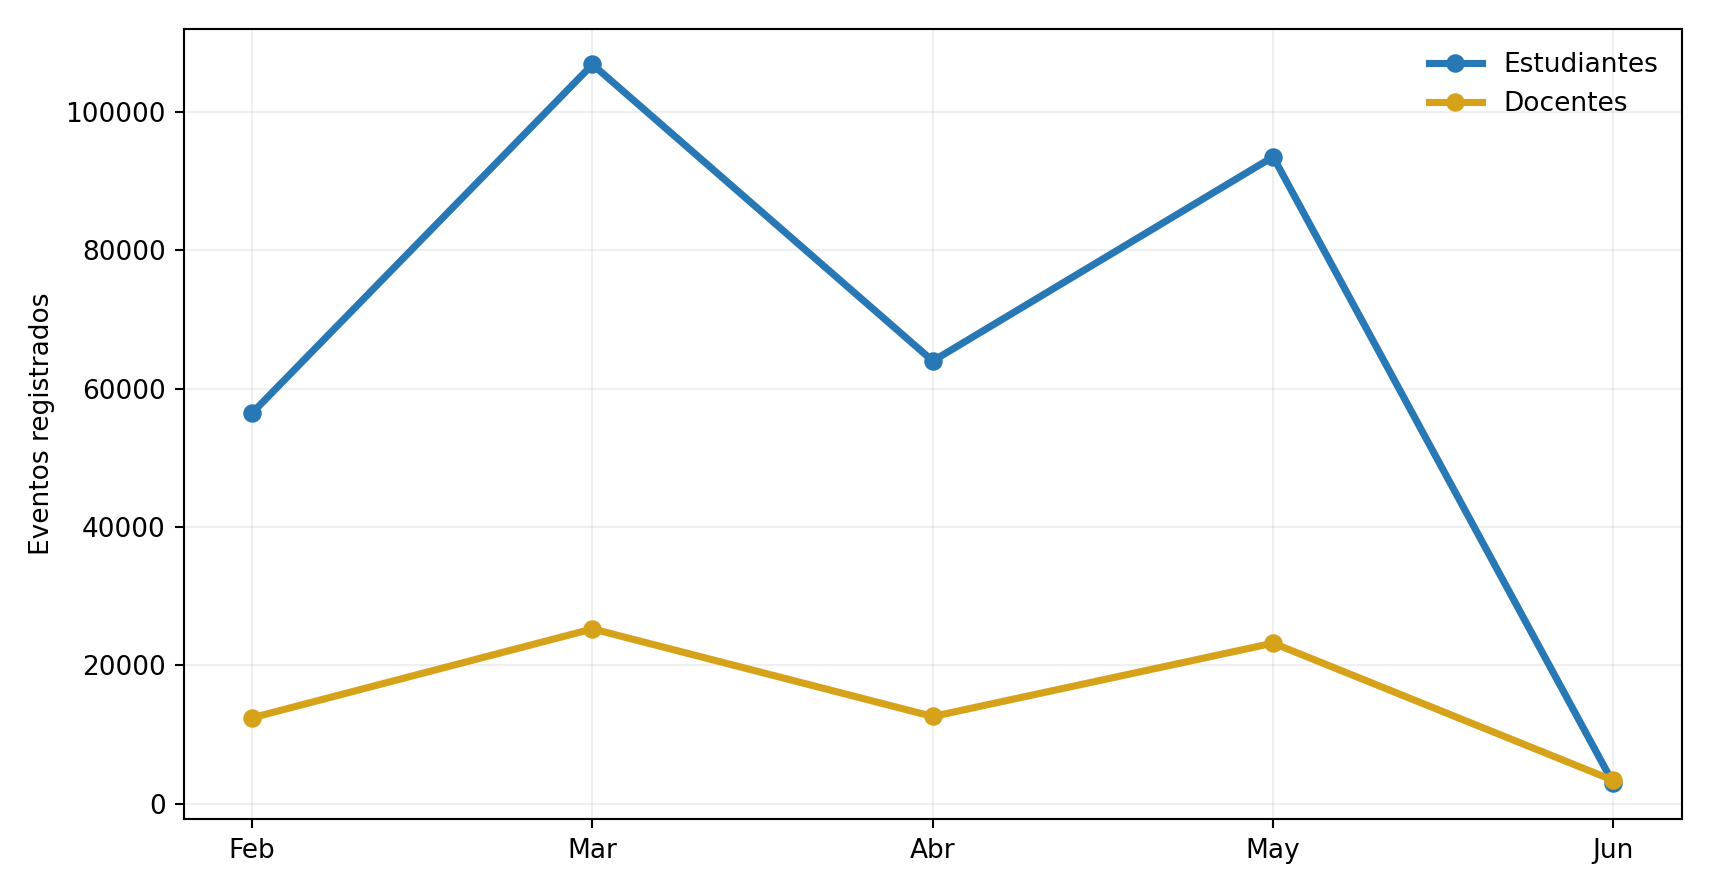 Estudiantes
Docentes
100000
80000
60000
40000
20000
0
Eventos registrados
Feb
Mar
Abr
May
Jun